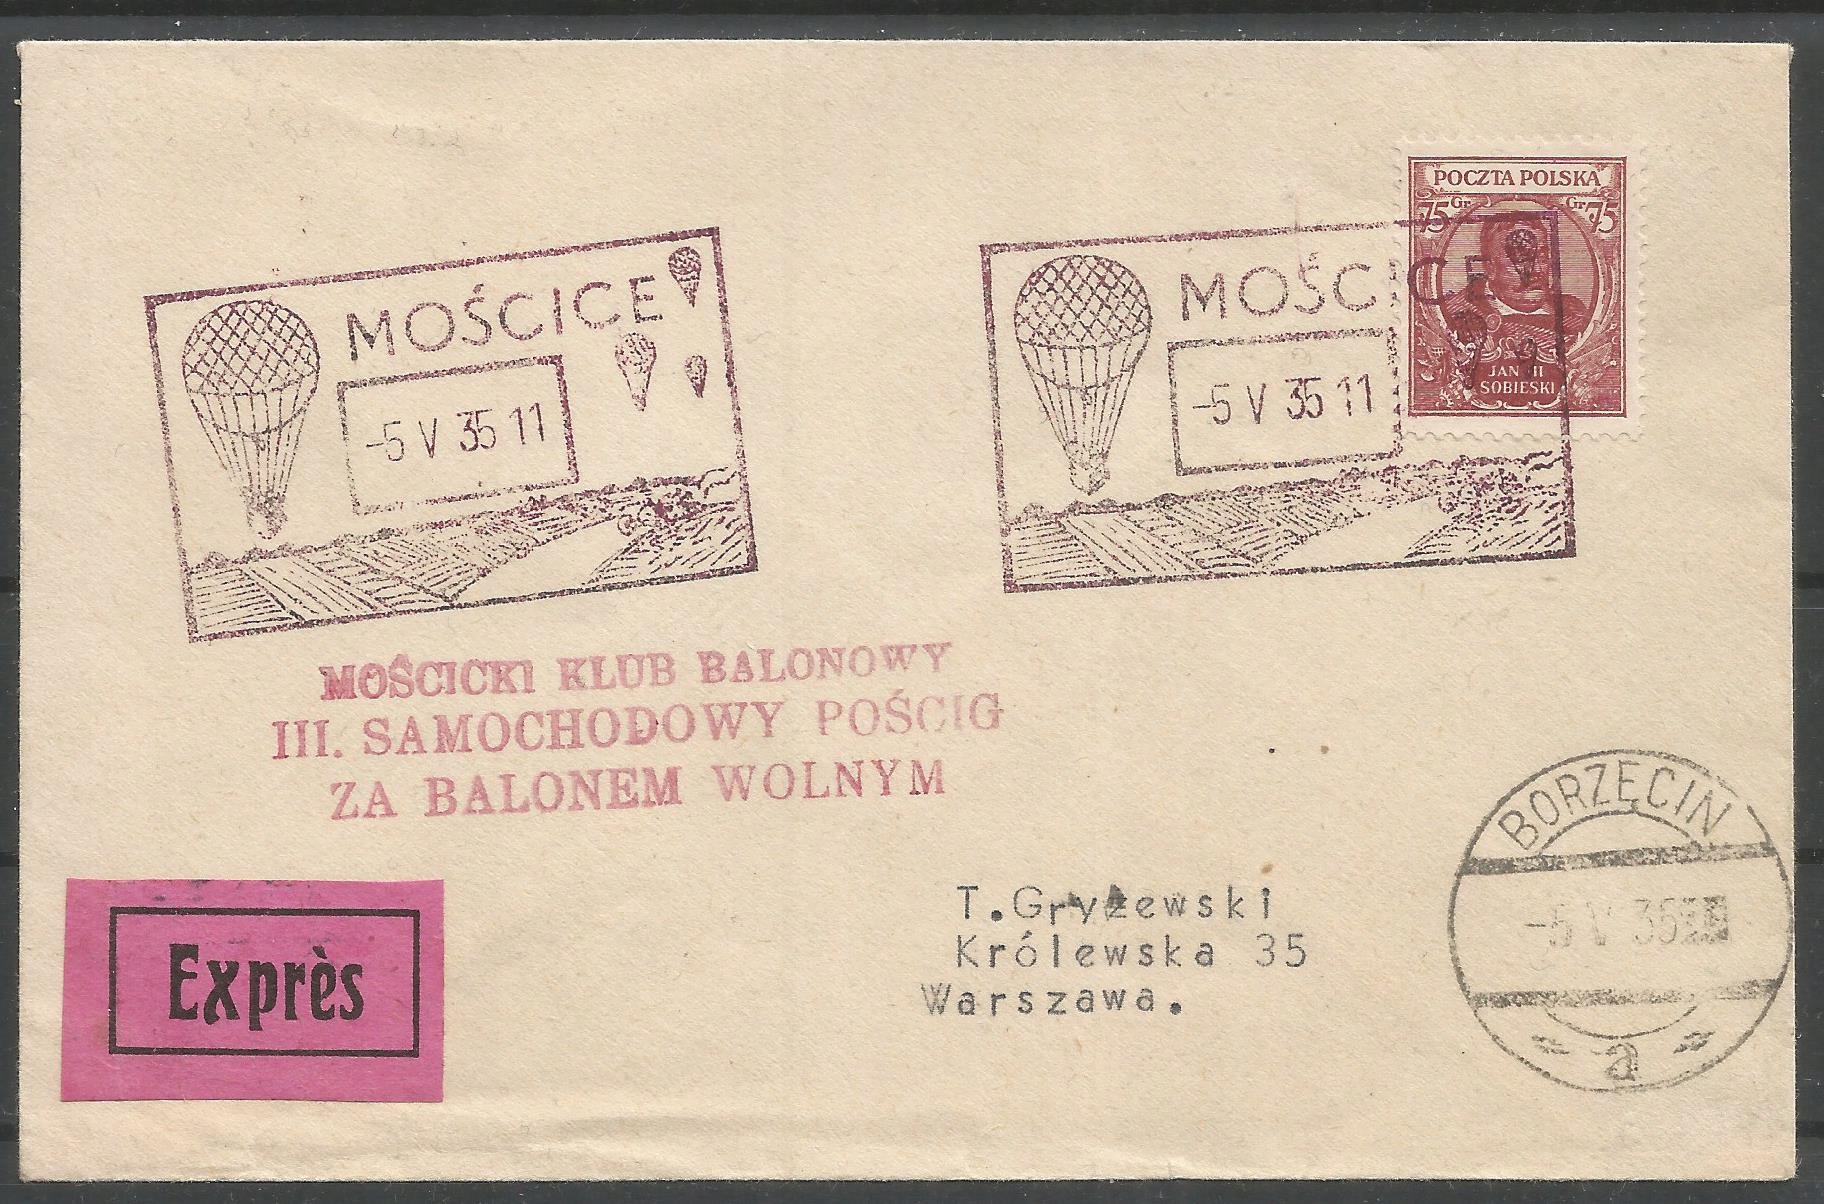 POCZTA POLSKA
75 Gr Gr 75
JAN III
SOBIESKI
MOŚCICE
-5 V 35 11
MOŚCICE
-5 V 35 11
MOŚCICKI KLUB BALONOWY
III. SAMOCHODOWY POŚCIG
ZA BALONEM WOLNYM
BORZĘCIN
V 35
a
T.Gryżewski
Królewska 35
Warszawa.
Exprès